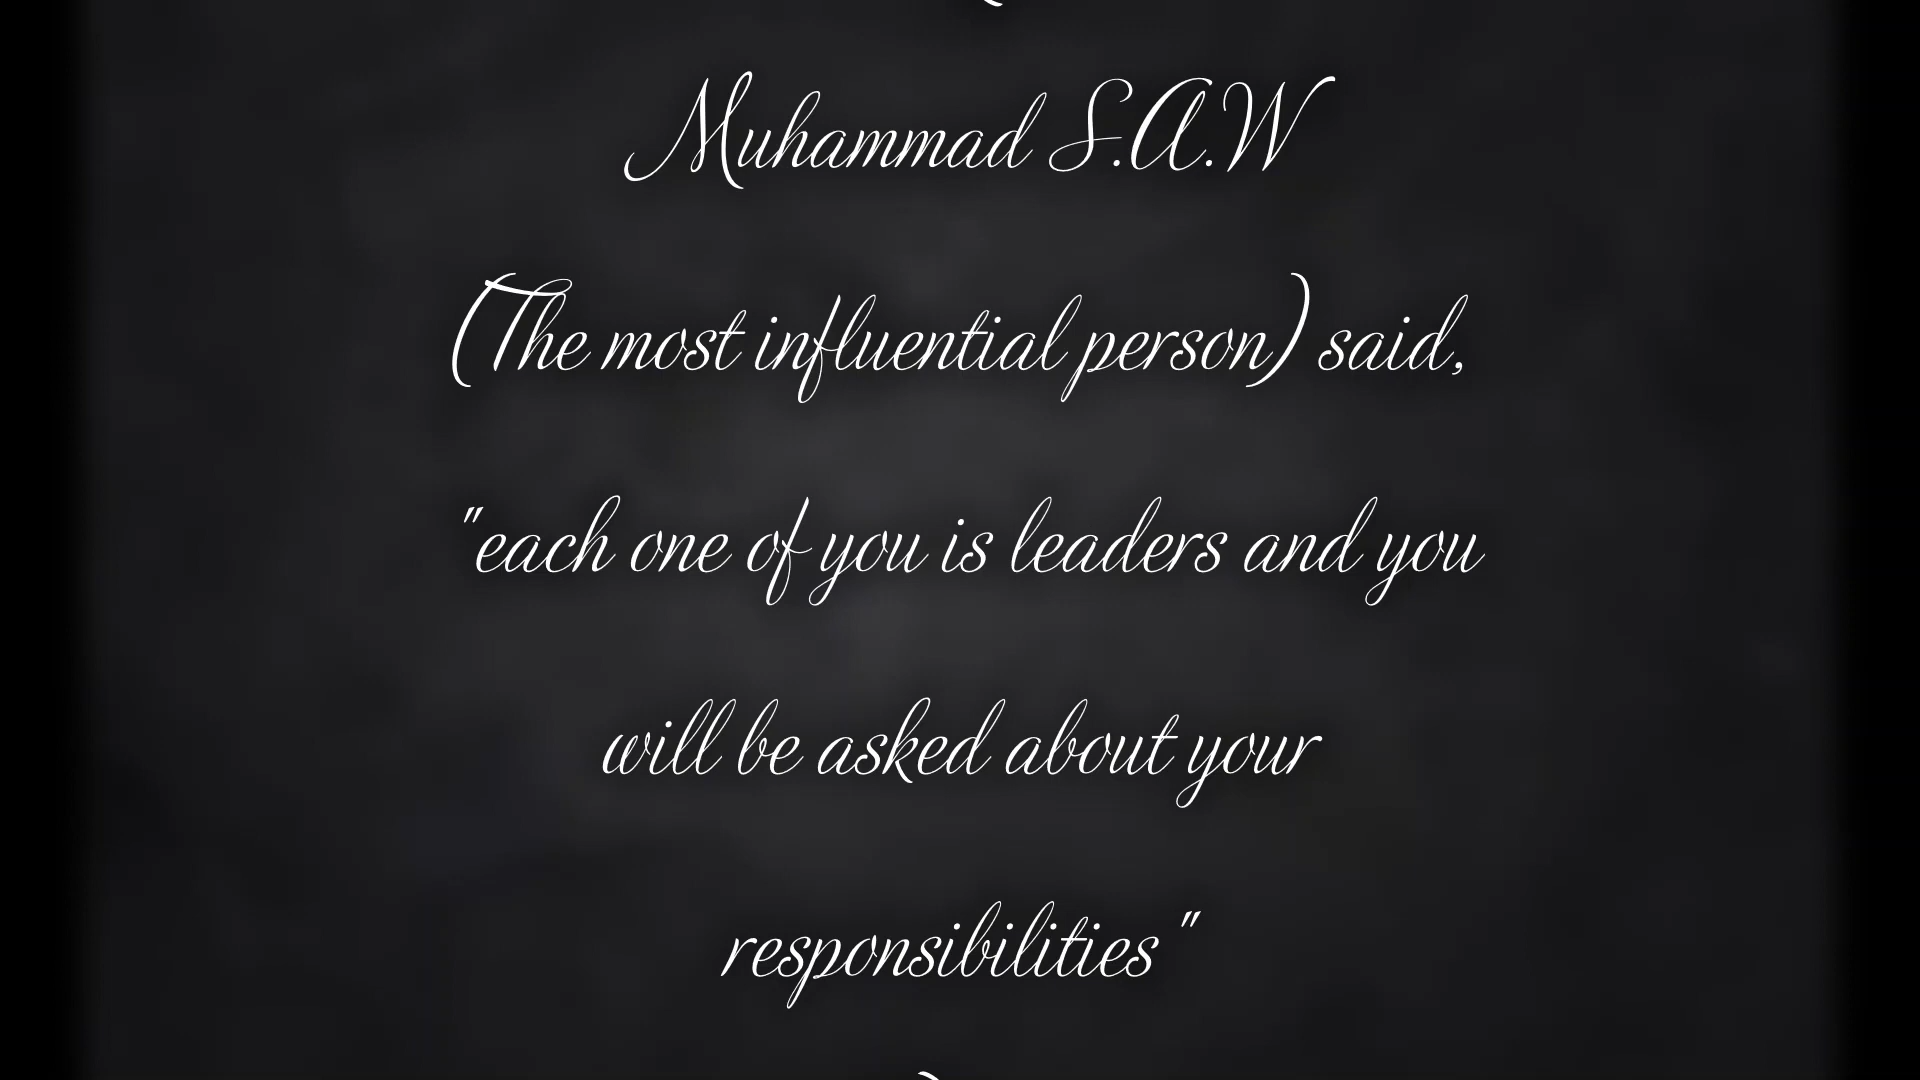 Muhammad S.A.W
(The most influential person) said,
"each one of you is leaders and you
will be asked about your
responsibilities "